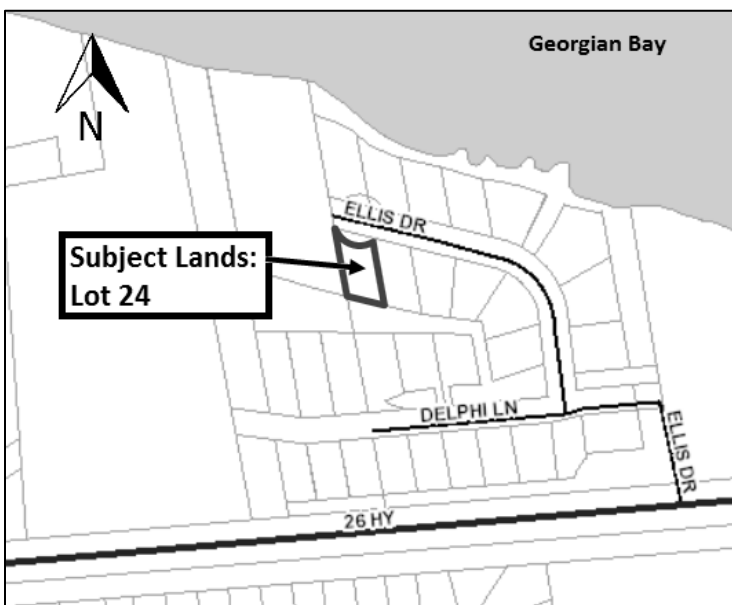 Georgian Bay
N
ELLIS DR
Subject Lands:
Lot 24
DELPHI LN
ELLIS DR
26 HY